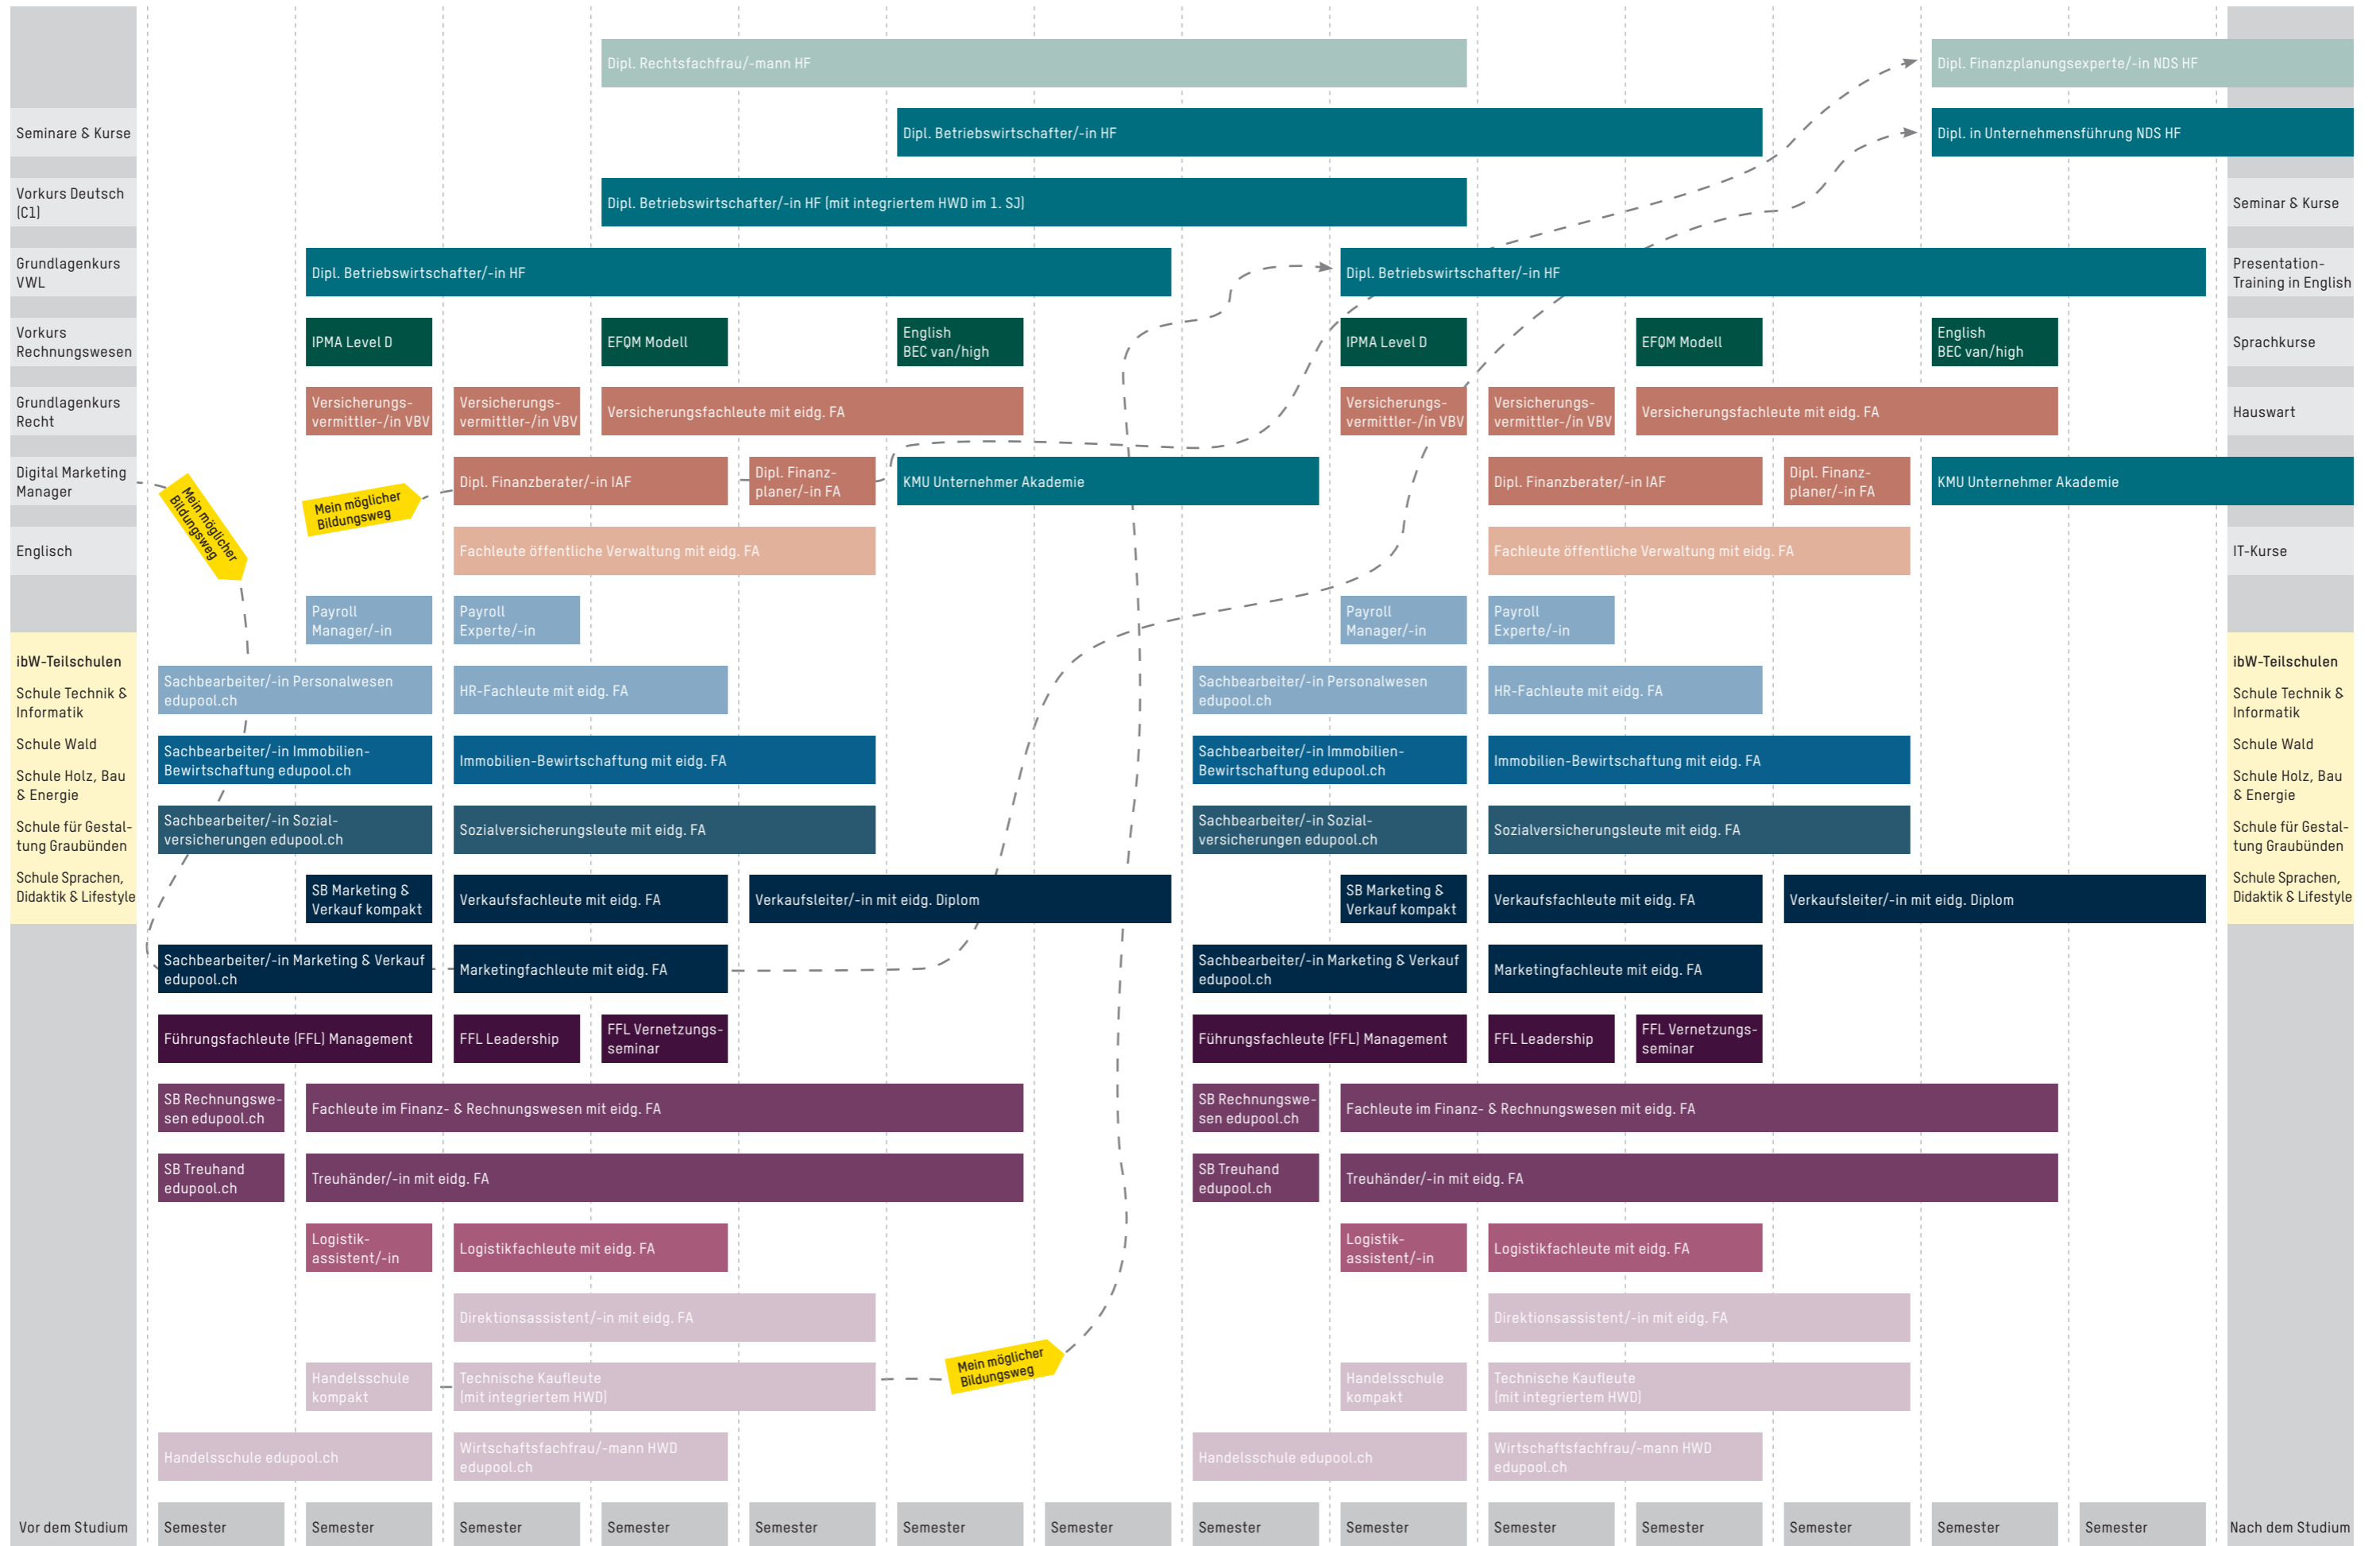 Dipl. Rechtsfachfrau/-mann HF
Dipl. Finanzplanungsexperte/-in NDS HF
Seminare & Kurse
Dipl. Betriebswirtschafter/-in HF
Dipl. in Unternehmensführung NDS HF
Vorkurs Deutsch
(C1)
Dipl. Betriebswirtschafter/-in HF (mit integriertem HWD im 1. SJ)
Seminar & Kurse
Grundlagenkurs
VWL
Dipl. Betriebswirtschafter/-in HF
Dipl. Betriebswirtschafter/-in HF
Presentation-
Training in English
Vorkurs
Rechnungswesen
IPMA Level D
EFQM Modell
English
BEC van/high
IPMA Level D
EFQM Modell
English
BEC van/high
Sprachkurse
Grundlagenkurs
Recht
Versicherungs-
vermittler-/in VBV
Versicherungs-
vermittler-/in VBV
Versicherungsfachleute mit eidg. FA
Versicherungs-
vermittler-/in VBV
Versicherungs-
vermittler-/in VBV
Versicherungsfachleute mit eidg. FA
Hauswart
Digital Marketing
Manager
Mein möglicher
Bildungsweg
Mein möglicher
Bildungsweg
Dipl. Finanzberater/-in IAF
Dipl. Finanz-
planer/-in FA
KMU Unternehmer Akademie
Dipl. Finanzberater/-in IAF
Dipl. Finanz-
planer/-in FA
KMU Unternehmer Akademie
Englisch
Fachleute öffentliche Verwaltung mit eidg. FA
Fachleute öffentliche Verwaltung mit eidg. FA
IT-Kurse
Payroll
Manager/-in
Payroll
Experte/-in
Payroll
Manager/-in
Payroll
Experte/-in
ibW-Teilschulen
Schule Technik &
Informatik
Schule Wald
Schule Holz, Bau
& Energie
Schule für Gestal-
tung Graubünden
Schule Sprachen,
Didaktik & Lifestyle
Sachbearbeiter/-in Personalwesen
edupool.ch
HR-Fachleute mit eidg. FA
Sachbearbeiter/-in Personalwesen
edupool.ch
HR-Fachleute mit eidg. FA
ibW-Teilschulen
Schule Technik &
Informatik
Schule Wald
Schule Holz, Bau
& Energie
Schule für Gestal-
tung Graubünden
Schule Sprachen,
Didaktik & Lifestyle
Sachbearbeiter/-in Immobilien-
Bewirtschaftung edupool.ch
Immobilien-Bewirtschaftung mit eidg. FA
Sachbearbeiter/-in Immobilien-
Bewirtschaftung edupool.ch
Immobilien-Bewirtschaftung mit eidg. FA
Sachbearbeiter/-in Sozial-
versicherungen edupool.ch
Sozialversicherungsleute mit eidg. FA
Sachbearbeiter/-in Sozial-
versicherungen edupool.ch
Sozialversicherungsleute mit eidg. FA
SB Marketing &
Verkauf kompakt
Verkaufsfachleute mit eidg. FA
Verkaufsleiter/-in mit eidg. Diplom
SB Marketing &
Verkauf kompakt
Verkaufsfachleute mit eidg. FA
Verkaufsleiter/-in mit eidg. Diplom
Sachbearbeiter/-in Marketing & Verkauf
edupool.ch
Marketingfachleute mit eidg. FA
Sachbearbeiter/-in Marketing & Verkauf
edupool.ch
Marketingfachleute mit eidg. FA
Führungsfachleute (FFL) Management
FFL Leadership
FFL Vernetzungs-
seminar
Führungsfachleute (FFL) Management
FFL Leadership
FFL Vernetzungs-
seminar
SB Rechnungswe-
sen edupool.ch
Fachleute im Finanz- & Rechnungswesen mit eidg. FA
SB Rechnungswe-
sen edupool.ch
Fachleute im Finanz- & Rechnungswesen mit eidg. FA
SB Treuhand
edupool.ch
Treuhänder/-in mit eidg. FA
SB Treuhand
edupool.ch
Treuhänder/-in mit eidg. FA
Logistik-
assistent/-in
Logistikfachleute mit eidg. FA
Logistik-
assistent/-in
Logistikfachleute mit eidg. FA
Direktionsassistent/-in mit eidg. FA
Direktionsassistent/-in mit eidg. FA
Handelsschule
kompakt
Technische Kaufleute
(mit integriertem HWD)
Mein möglicher
Bildungsweg
Handelsschule
kompakt
Technische Kaufleute
(mit integriertem HWD)
Handelsschule edupool.ch
Wirtschaftsfachfrau/-mann HWD
edupool.ch
Handelsschule edupool.ch
Wirtschaftsfachfrau/-mann HWD
edupool.ch
Vor dem Studium
Semester
Semester
Semester
Semester
Semester
Semester
Semester
Semester
Semester
Semester
Semester
Semester
Semester
Semester
Nach dem Studium